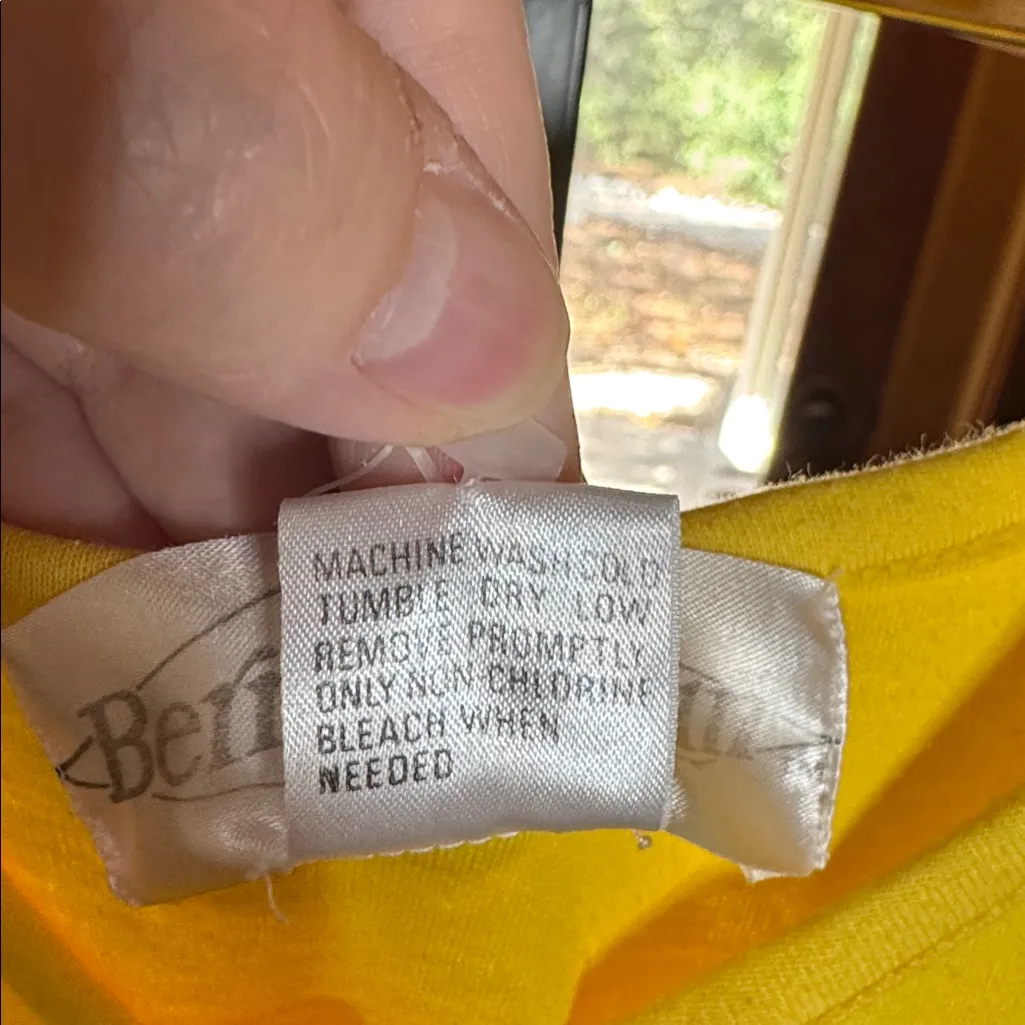 MACHINE WASH COLD
TUMBLE DRY LOW
REMOVE PROMPTLY
ONLY NON CHLORINE
BLEACH WHEN
NEEDED